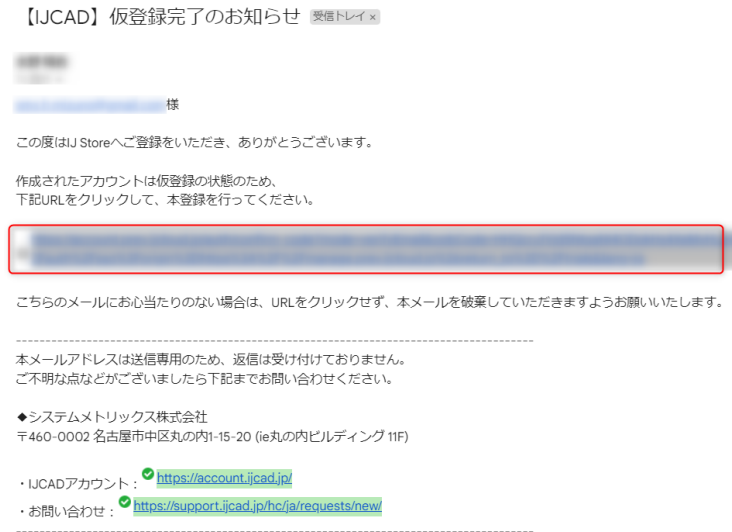 【IJCAD】仮登録完了のお知らせ 受信トレイ ×
様
この度はIJ Storeへご登録をいただき、ありがとうございます。
作成されたアカウントは仮登録の状態のため、
下記URLをクリックして、本登録を行ってください。
こちらのメールにお心当たりのない場合は、URLをクリックせず、本メールを破棄していただきますようお願いいたします。
--------------------------------------------------------------------------------------
本メールアドレスは送信専用のため、返信は受け付けておりません。
ご不明な点などがございましたら下記までお問い合わせください。
◆システムメトリックス株式会社
〒460-0002 名古屋市中区丸の内1-15-20 (ie丸の内ビルディング 11F)
・IJCADアカウント : https://account.ijcad.jp/
・お問い合わせ : https://support.ijcad.jp/hc/ja/requests/new/
--------------------------------------------------------------------------------------